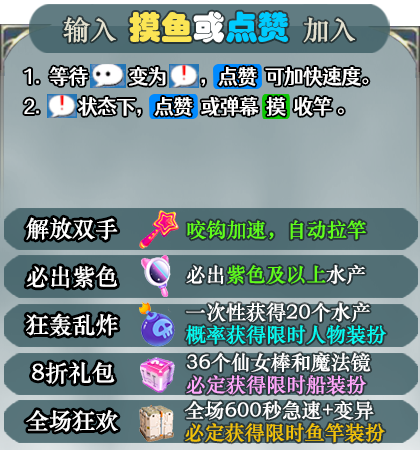 输入 摸鱼或点赞 加入
1. 等待 变为 ！，点赞 可加快速度。
2. ！状态下，点赞 或弹幕 摸 收竿。
解放双手 咬钩加速，自动拉竿
必出紫色 必出紫色及以上水产
狂轰乱炸 一次性获得20个水产
概率获得限时人物装扮
8折礼包 36个仙女棒和魔法镜
必定获得限时船装扮
全场狂欢 全场600秒急速+变异
必定获得限时鱼竿装扮